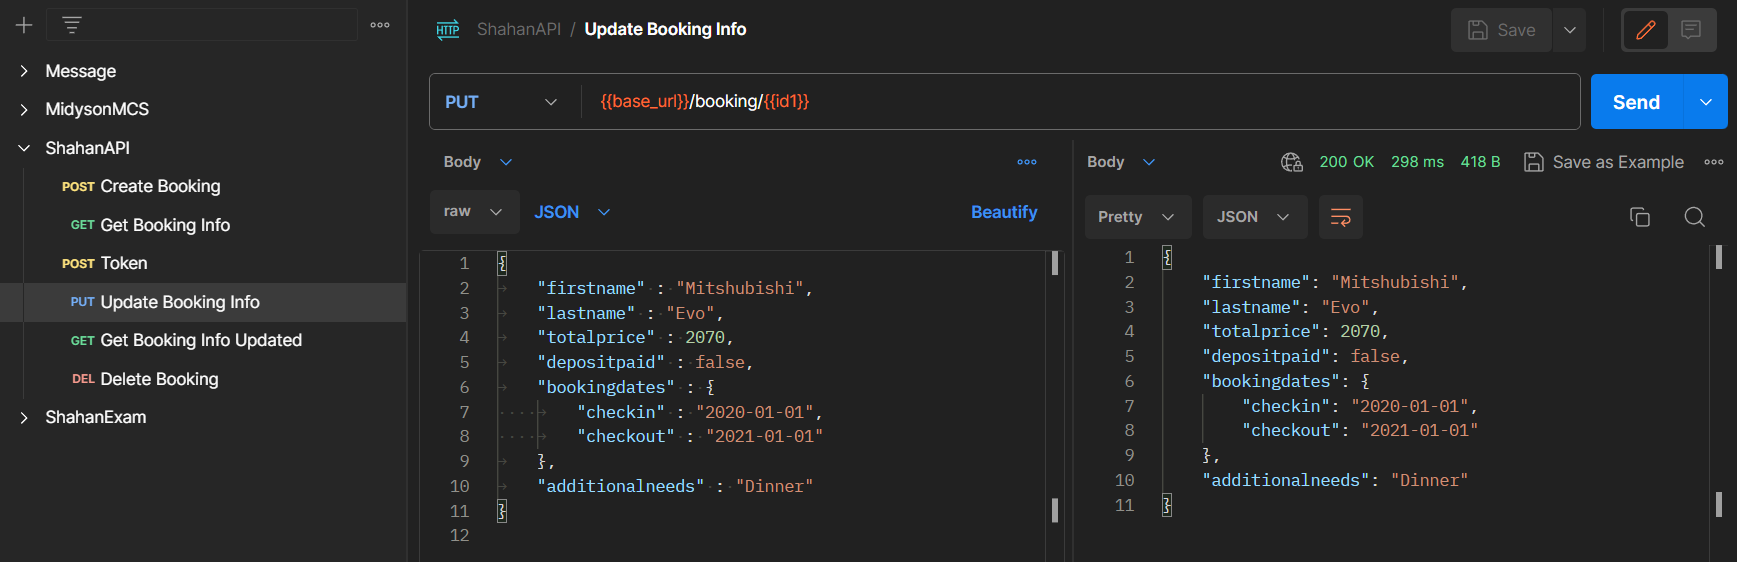 Message
MidysonMCS
ShahanAPI
POST Create Booking
GET Get Booking Info
POST Token
PUT Update Booking Info
GET Get Booking Info Updated
DEL Delete Booking
ShahanExam
HTTP ShahanAPI / Update Booking Info
Save
PUT {{base_url}}/booking/{{id1}}
Send
Body
raw JSON Beautify
1 {
2 "firstname" : "Mitshubishi",
3 "lastname" : "Evo",
4 "totalprice" : 2070,
5 "depositpaid" : false,
6 "bookingdates" : {
7 "checkin" : "2020-01-01",
8 "checkout" : "2021-01-01"
9 },
10 "additionalneeds" : "Dinner"
11 }
12
Body 200 OK 298 ms 418 B Save as Example
Pretty JSON
1 {
2 "firstname": "Mitshubishi",
3 "lastname": "Evo",
4 "totalprice": 2070,
5 "depositpaid": false,
6 "bookingdates": {
7 "checkin": "2020-01-01",
8 "checkout": "2021-01-01"
9 },
10 "additionalneeds": "Dinner"
11 }